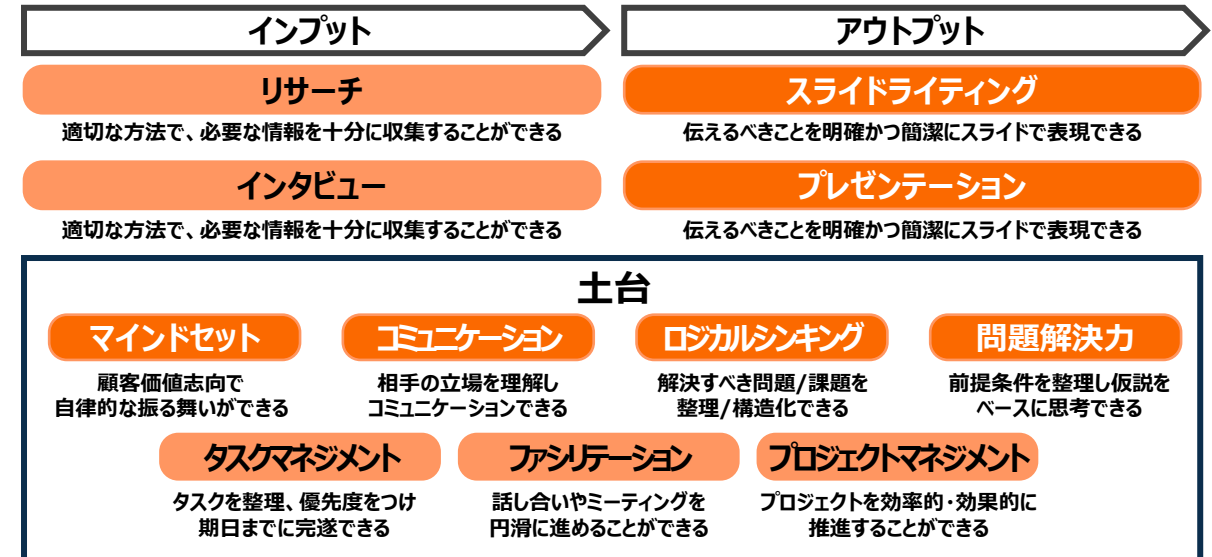 インプット
アウトプット
リサーチ
適切な方法で、必要な情報を十分に収集することができる
スライドライティング
伝えるべきことを明確かつ簡潔にスライドで表現できる
インタビュー
適切な方法で、必要な情報を十分に収集することができる
プレゼンテーション
伝えるべきことを明確かつ簡潔にスライドで表現できる
土台
マインドセット
顧客価値志向で
自律的な振る舞いができる
コミュニケーション
相手の立場を理解し
コミュニケーションできる
ロジカルシンキング
解決すべき問題/課題を
整理/構造化できる
問題解決力
前提条件を整理し仮説を
ベースに思考できる
タスクマネジメント
タスクを整理、優先度をつけ
期日までに完遂できる
ファシリテーション
話し合いやミーティングを
円滑に進めることができる
プロジェクトマネジメント
プロジェクトを効率的・効果的に
推進することができる